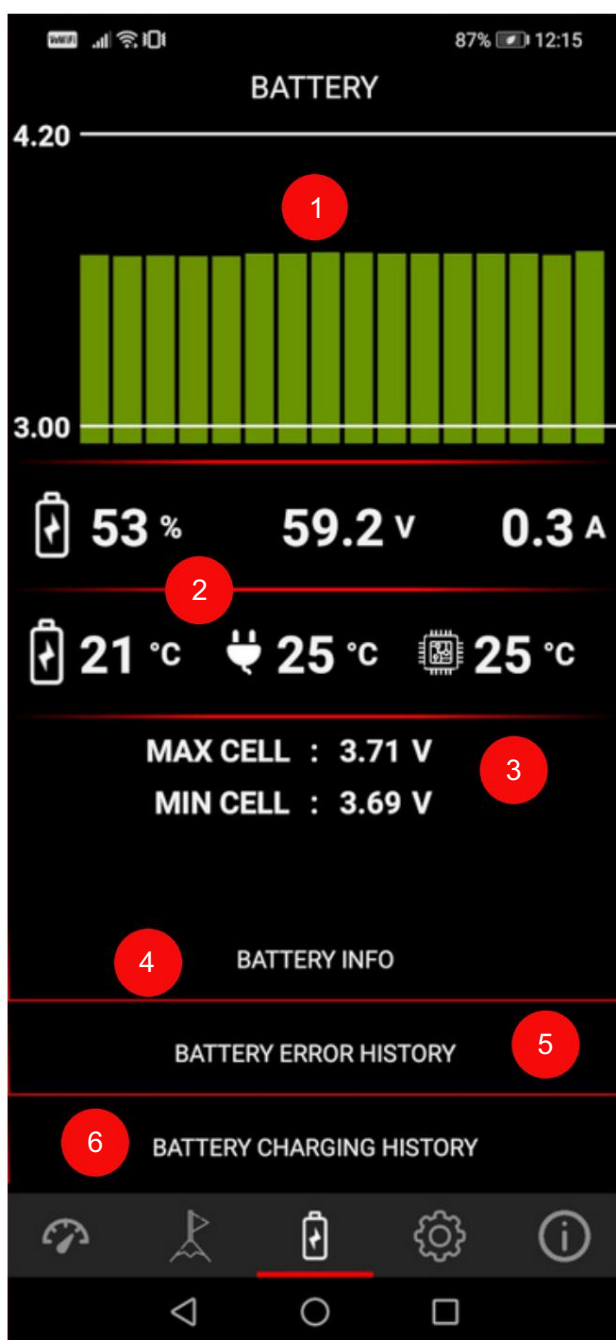 VoWiFi 87% 12:15
BATTERY
4.20
1
3.00
53 % 59.2 V 0.3 A
2
21 °C 25 °C 25 °C
MAX CELL : 3.71 V
3
MIN CELL : 3.69 V
4 BATTERY INFO
BATTERY ERROR HISTORY 5
6 BATTERY CHARGING HISTORY